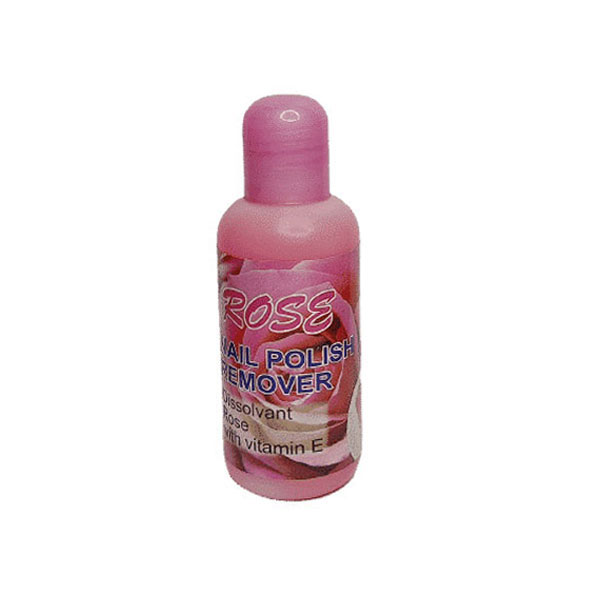 ROSE
NAIL POLISH
REMOVER
Dissolvant
Rose
with vitamin E